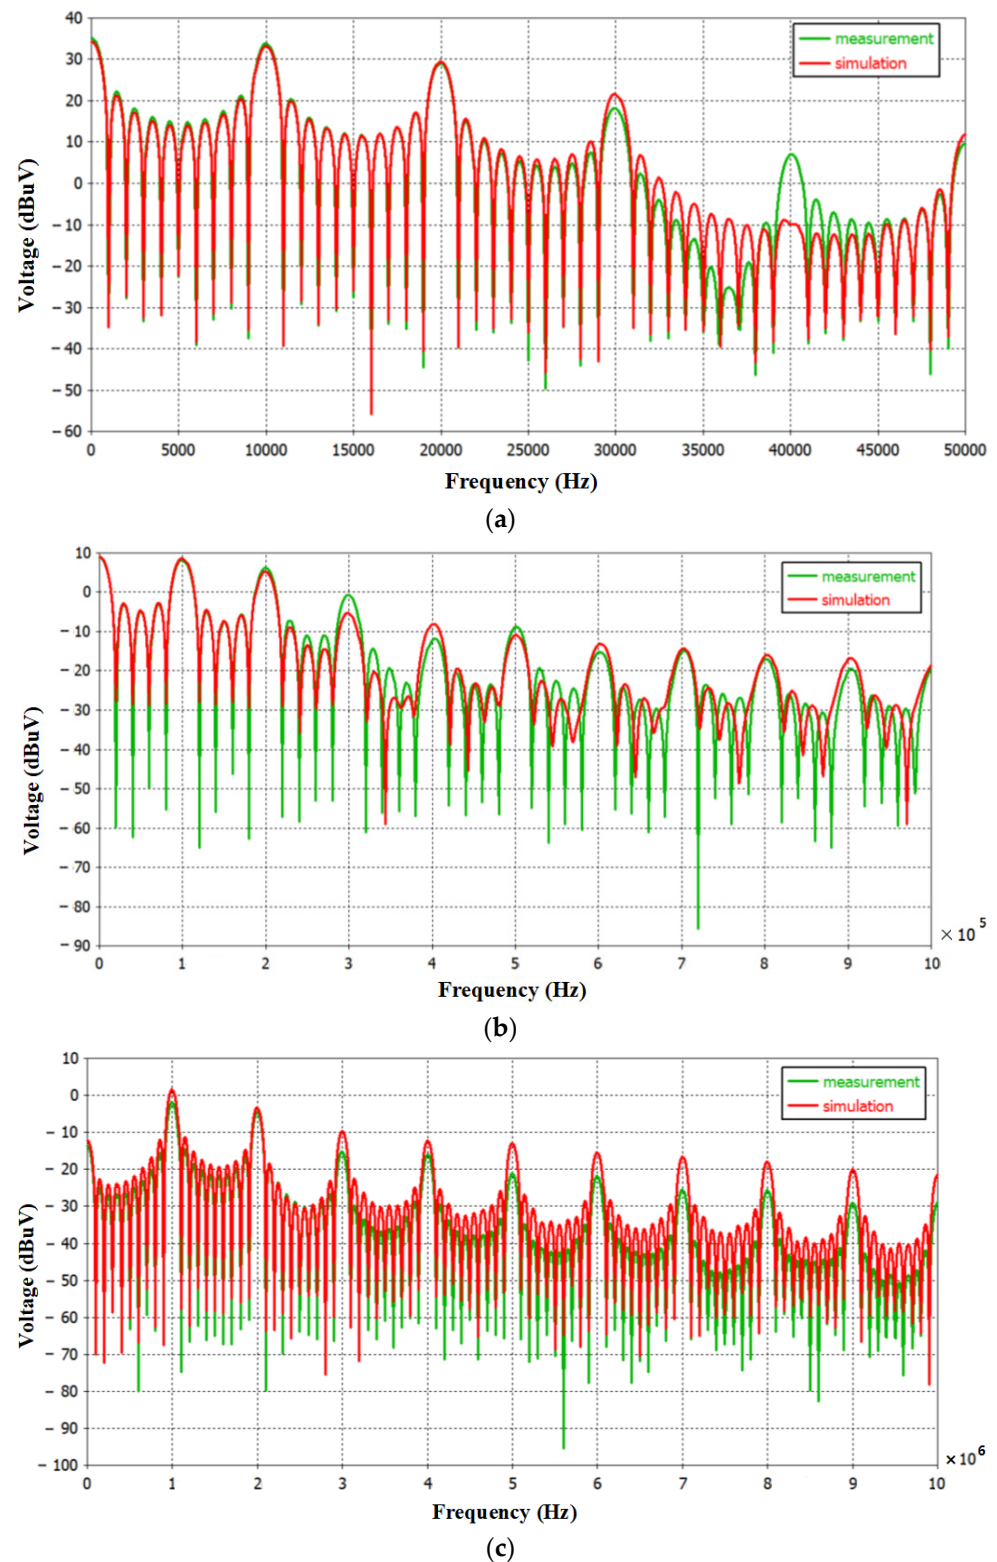 40
30
20
10
0
−10
−20
−30
−40
−50
−60
Voltage (dBuV)
measurement
simulation
0 5000 10000 15000 20000 25000 30000 35000 40000 45000 50000
Frequency (Hz)
(a)
10
0
−10
−20
−30
−40
−50
−60
−70
−80
−90
Voltage (dBuV)
measurement
simulation
× 10^5
0 1 2 3 4 5 6 7 8 9 10
Frequency (Hz)
(b)
10
0
−10
−20
−30
−40
−50
−60
−70
−80
−90
−100
Voltage (dBuV)
measurement
simulation
×10^6
0 1 2 3 4 5 6 7 8 9 10
Frequency (Hz)
(c)